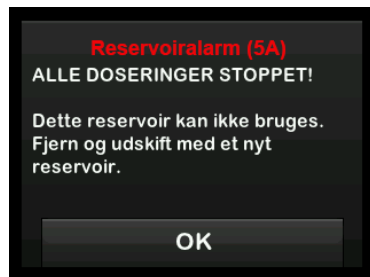 Reservoiralarm (5A)
ALLE DOSERINGER STOPPET!
Dette reservoir kan ikke bruges.
Fjern og udskift med et nyt
reservoir.
OK